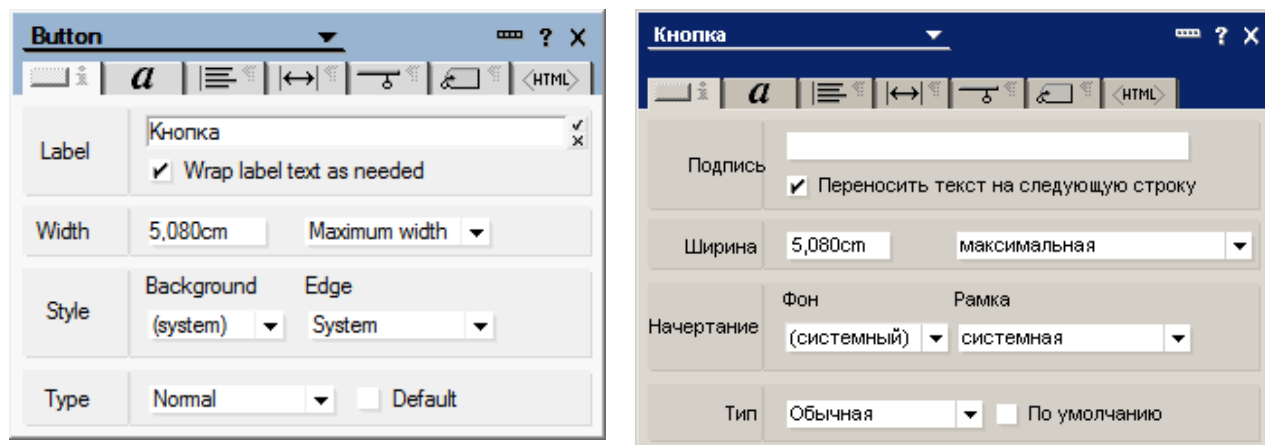 Button
? X
i a ¶ ¶ ¶ ¶ <HTML>
Label
Кнопка
Wrap label text as needed
Width
5,080cm
Maximum width
Style
Background Edge
(system) System
Type
Normal
Default
Кнопка
? X
i a ¶ ¶ ¶ ¶ <HTML>
Подпись
Переносить текст на следующую строку
Ширина
5,080cm
максимальная
Начертание
Фон Рамка
(системный) системная
Тип
Обычная
По умолчанию